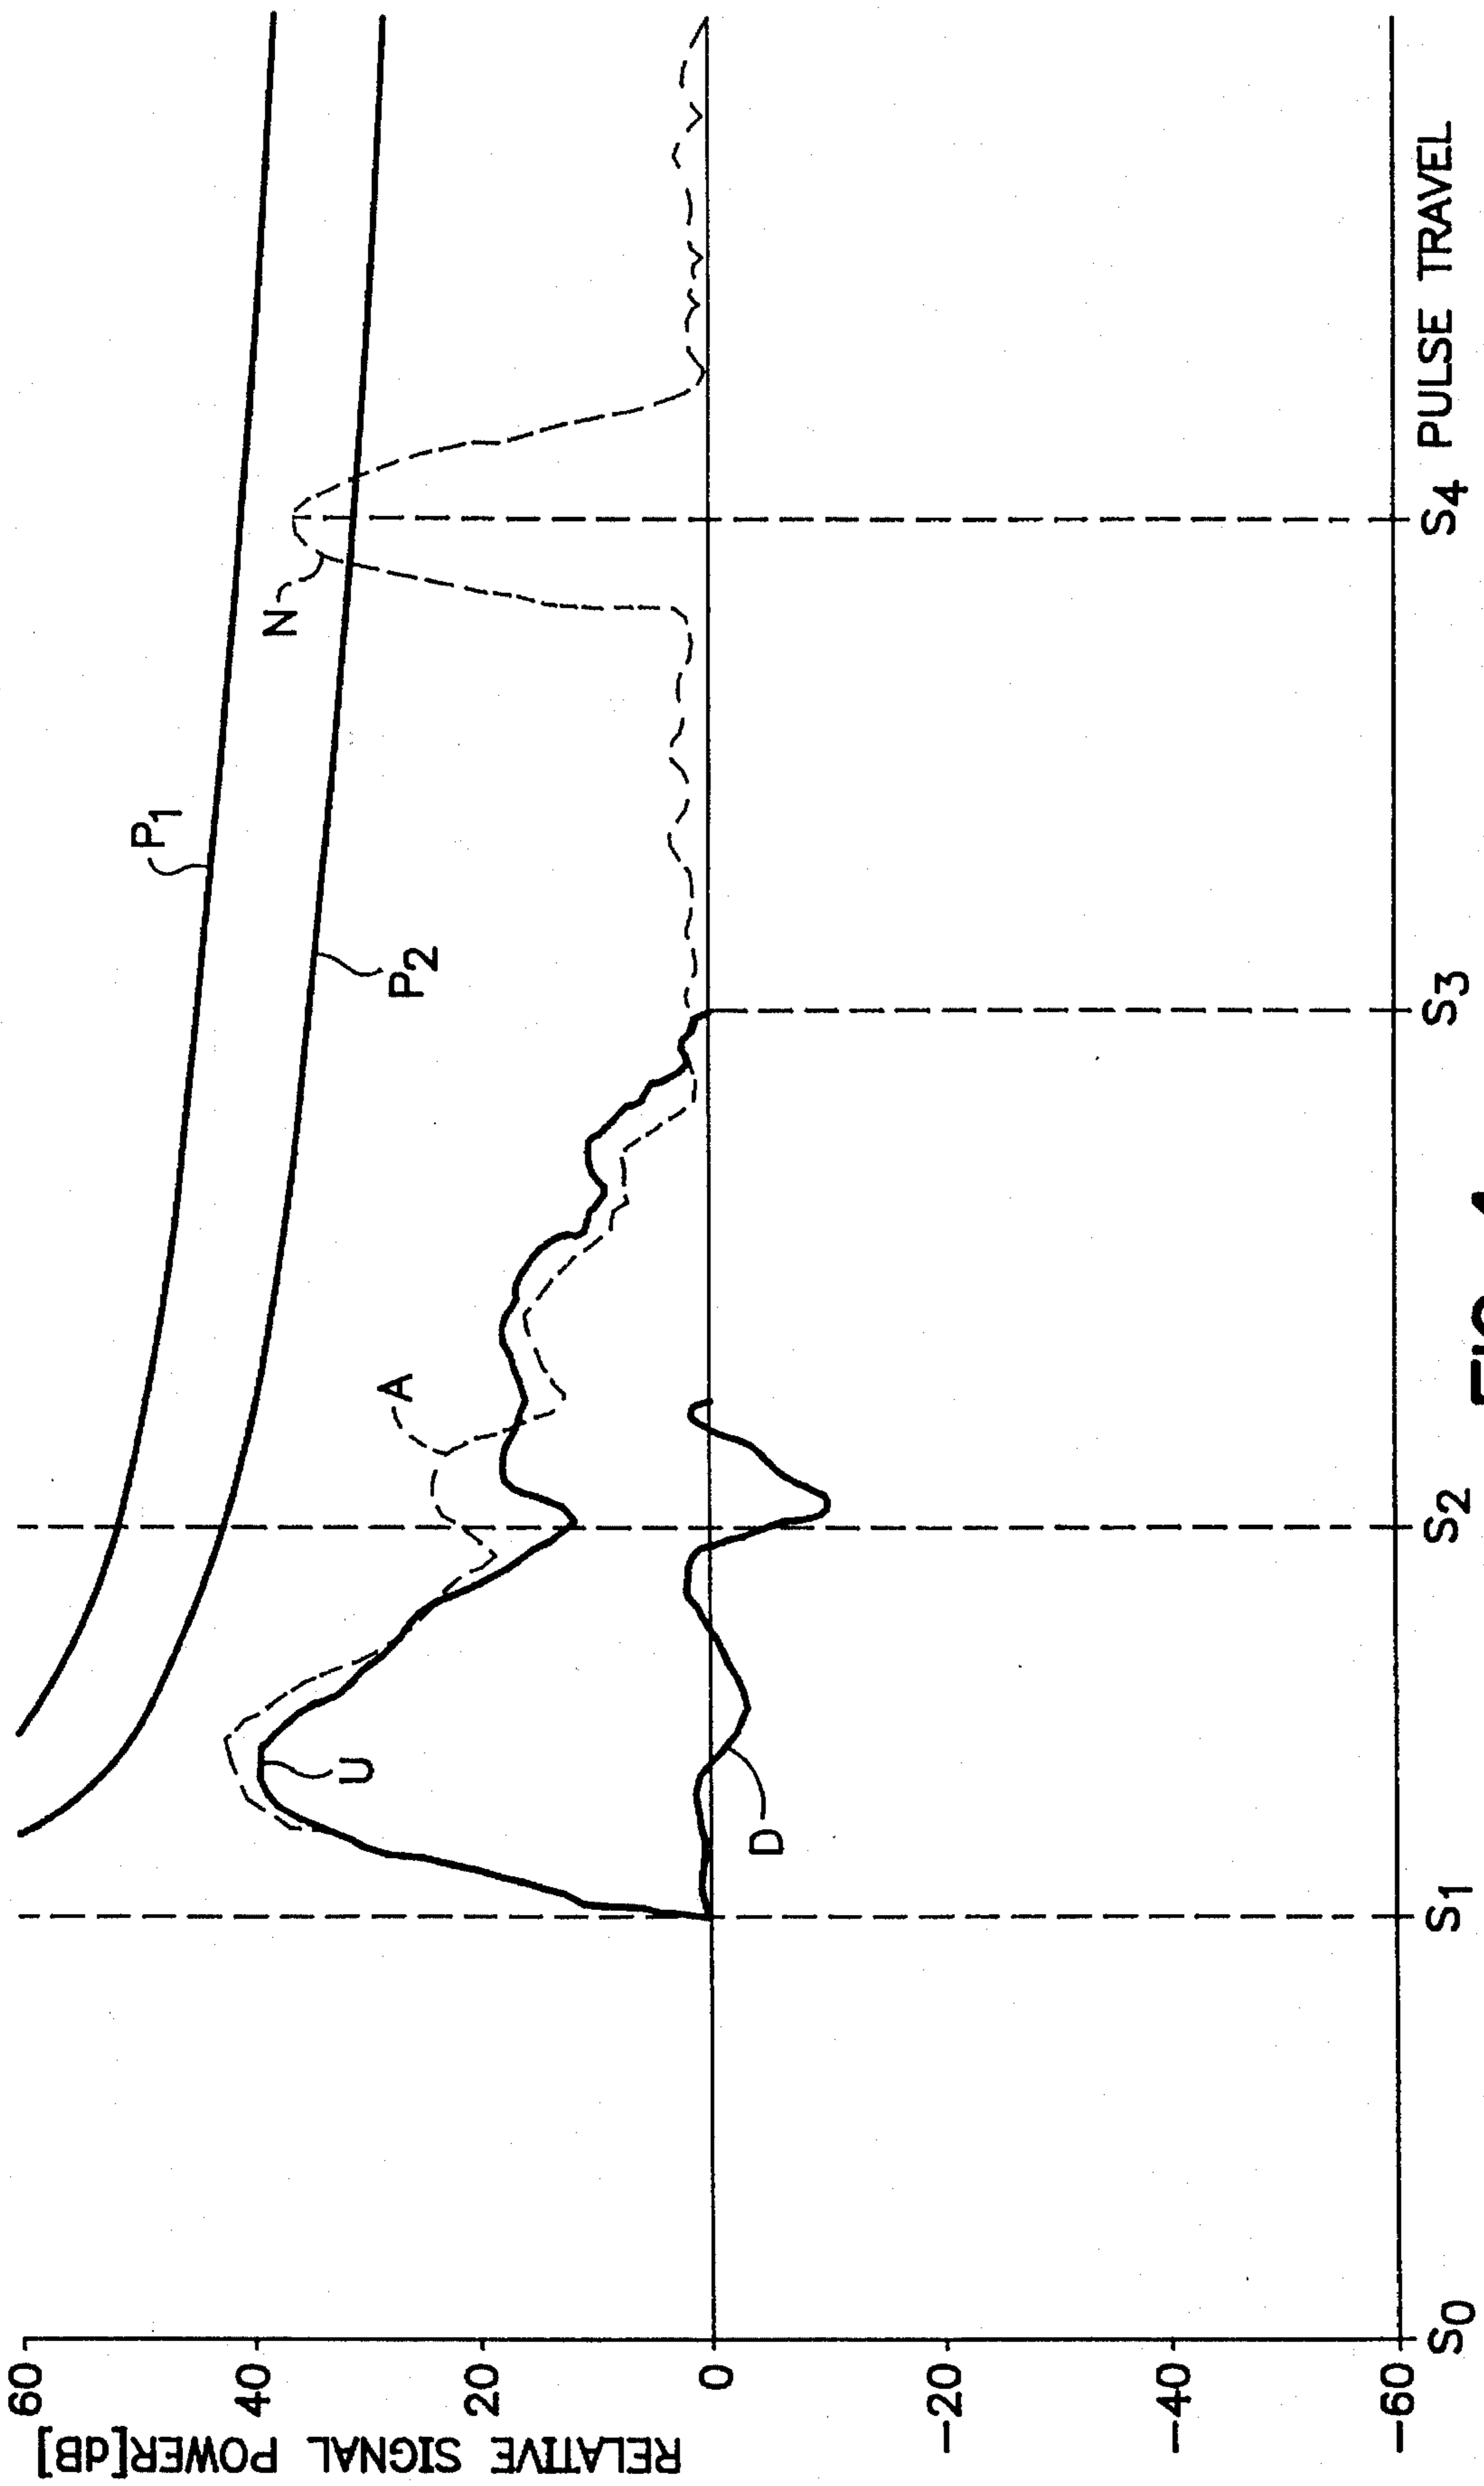 RELATIVE SIGNAL POWER[dB]
60
40
20
0
-20
-40
-60
P1
P2
N
A
U
D
S0
S1
S2
S3
S4
PULSE TRAVEL